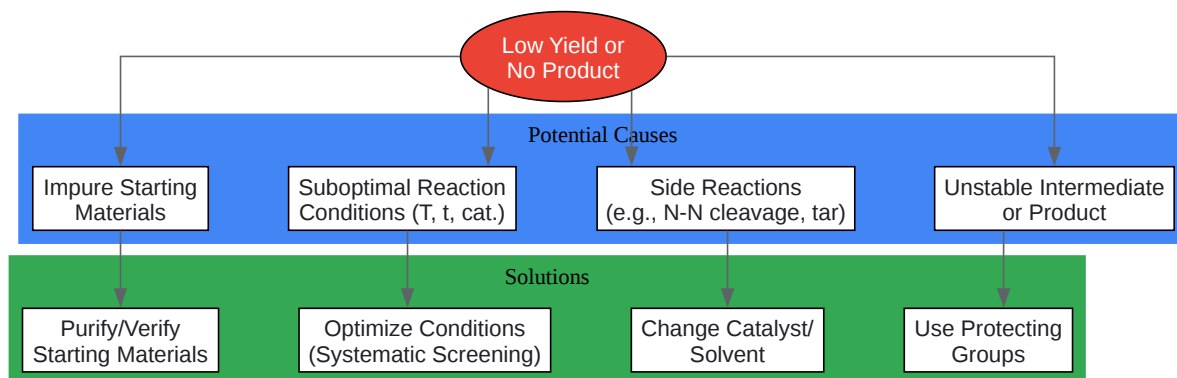 Low Yield or
No Product
Potential Causes
Impure Starting
Materials
Suboptimal Reaction
Conditions (T, t, cat.)
Side Reactions
(e.g., N-N cleavage, tar)
Unstable Intermediate
or Product
Solutions
Purify/Verify
Starting Materials
Optimize Conditions
(Systematic Screening)
Change Catalyst/
Solvent
Use Protecting
Groups